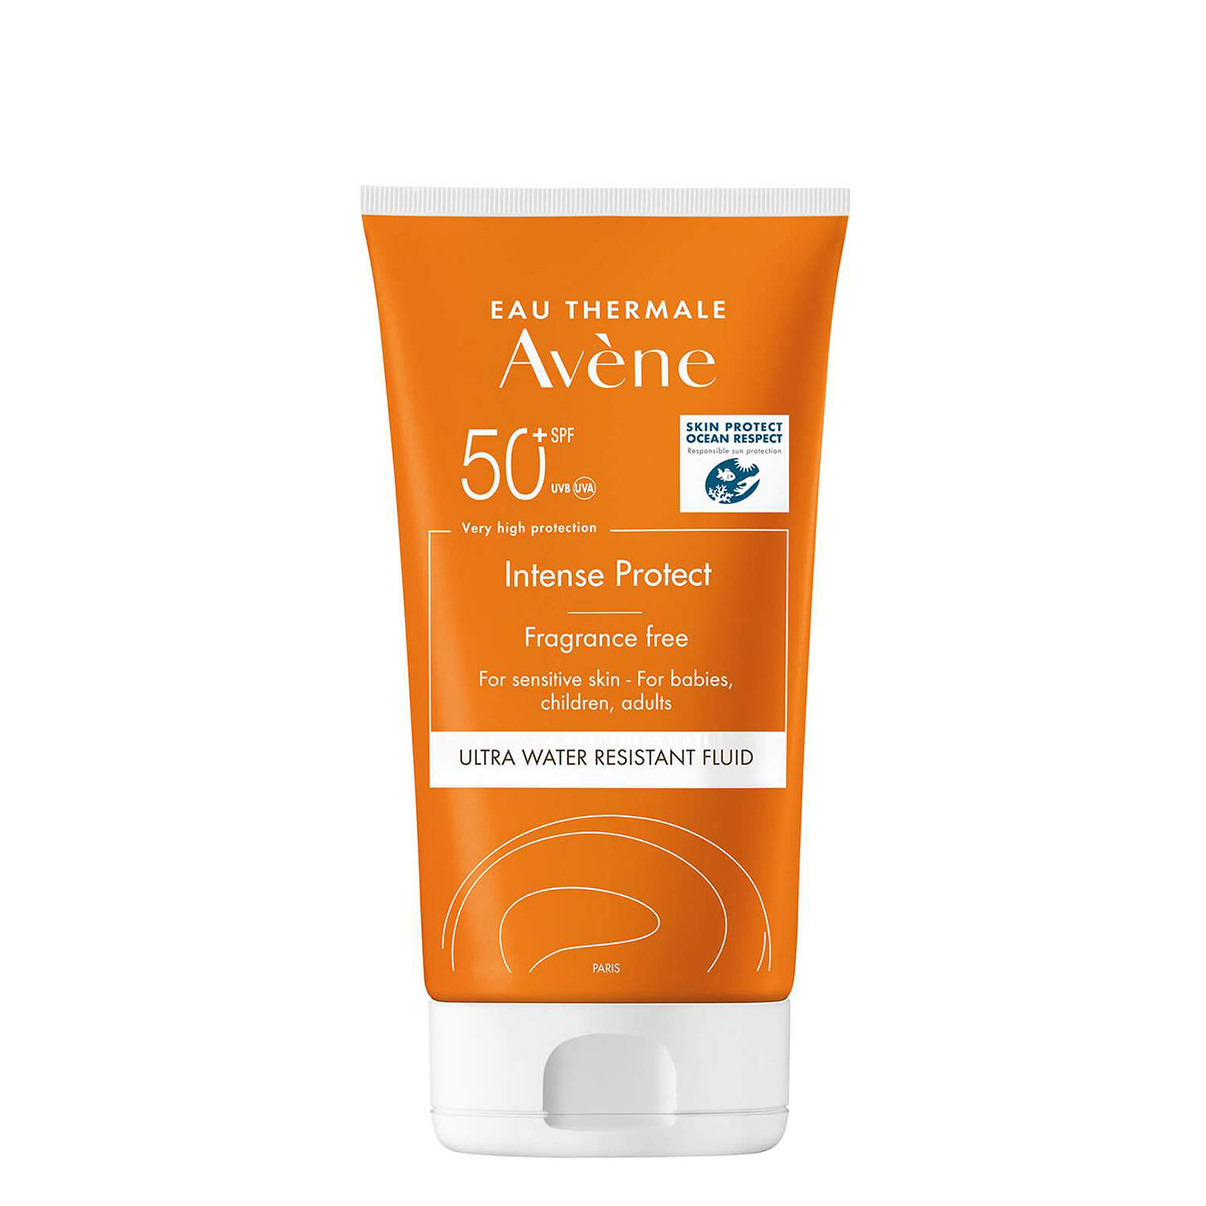 EAU THERMALE
Avène
50+ SPF
UVB UVA
SKIN PROTECT
OCEAN RESPECT
Responsible sun protection
Very high protection
Intense Protect
Fragrance free
For sensitive skin - For babies,
children, adults
ULTRA WATER RESISTANT FLUID
PARIS